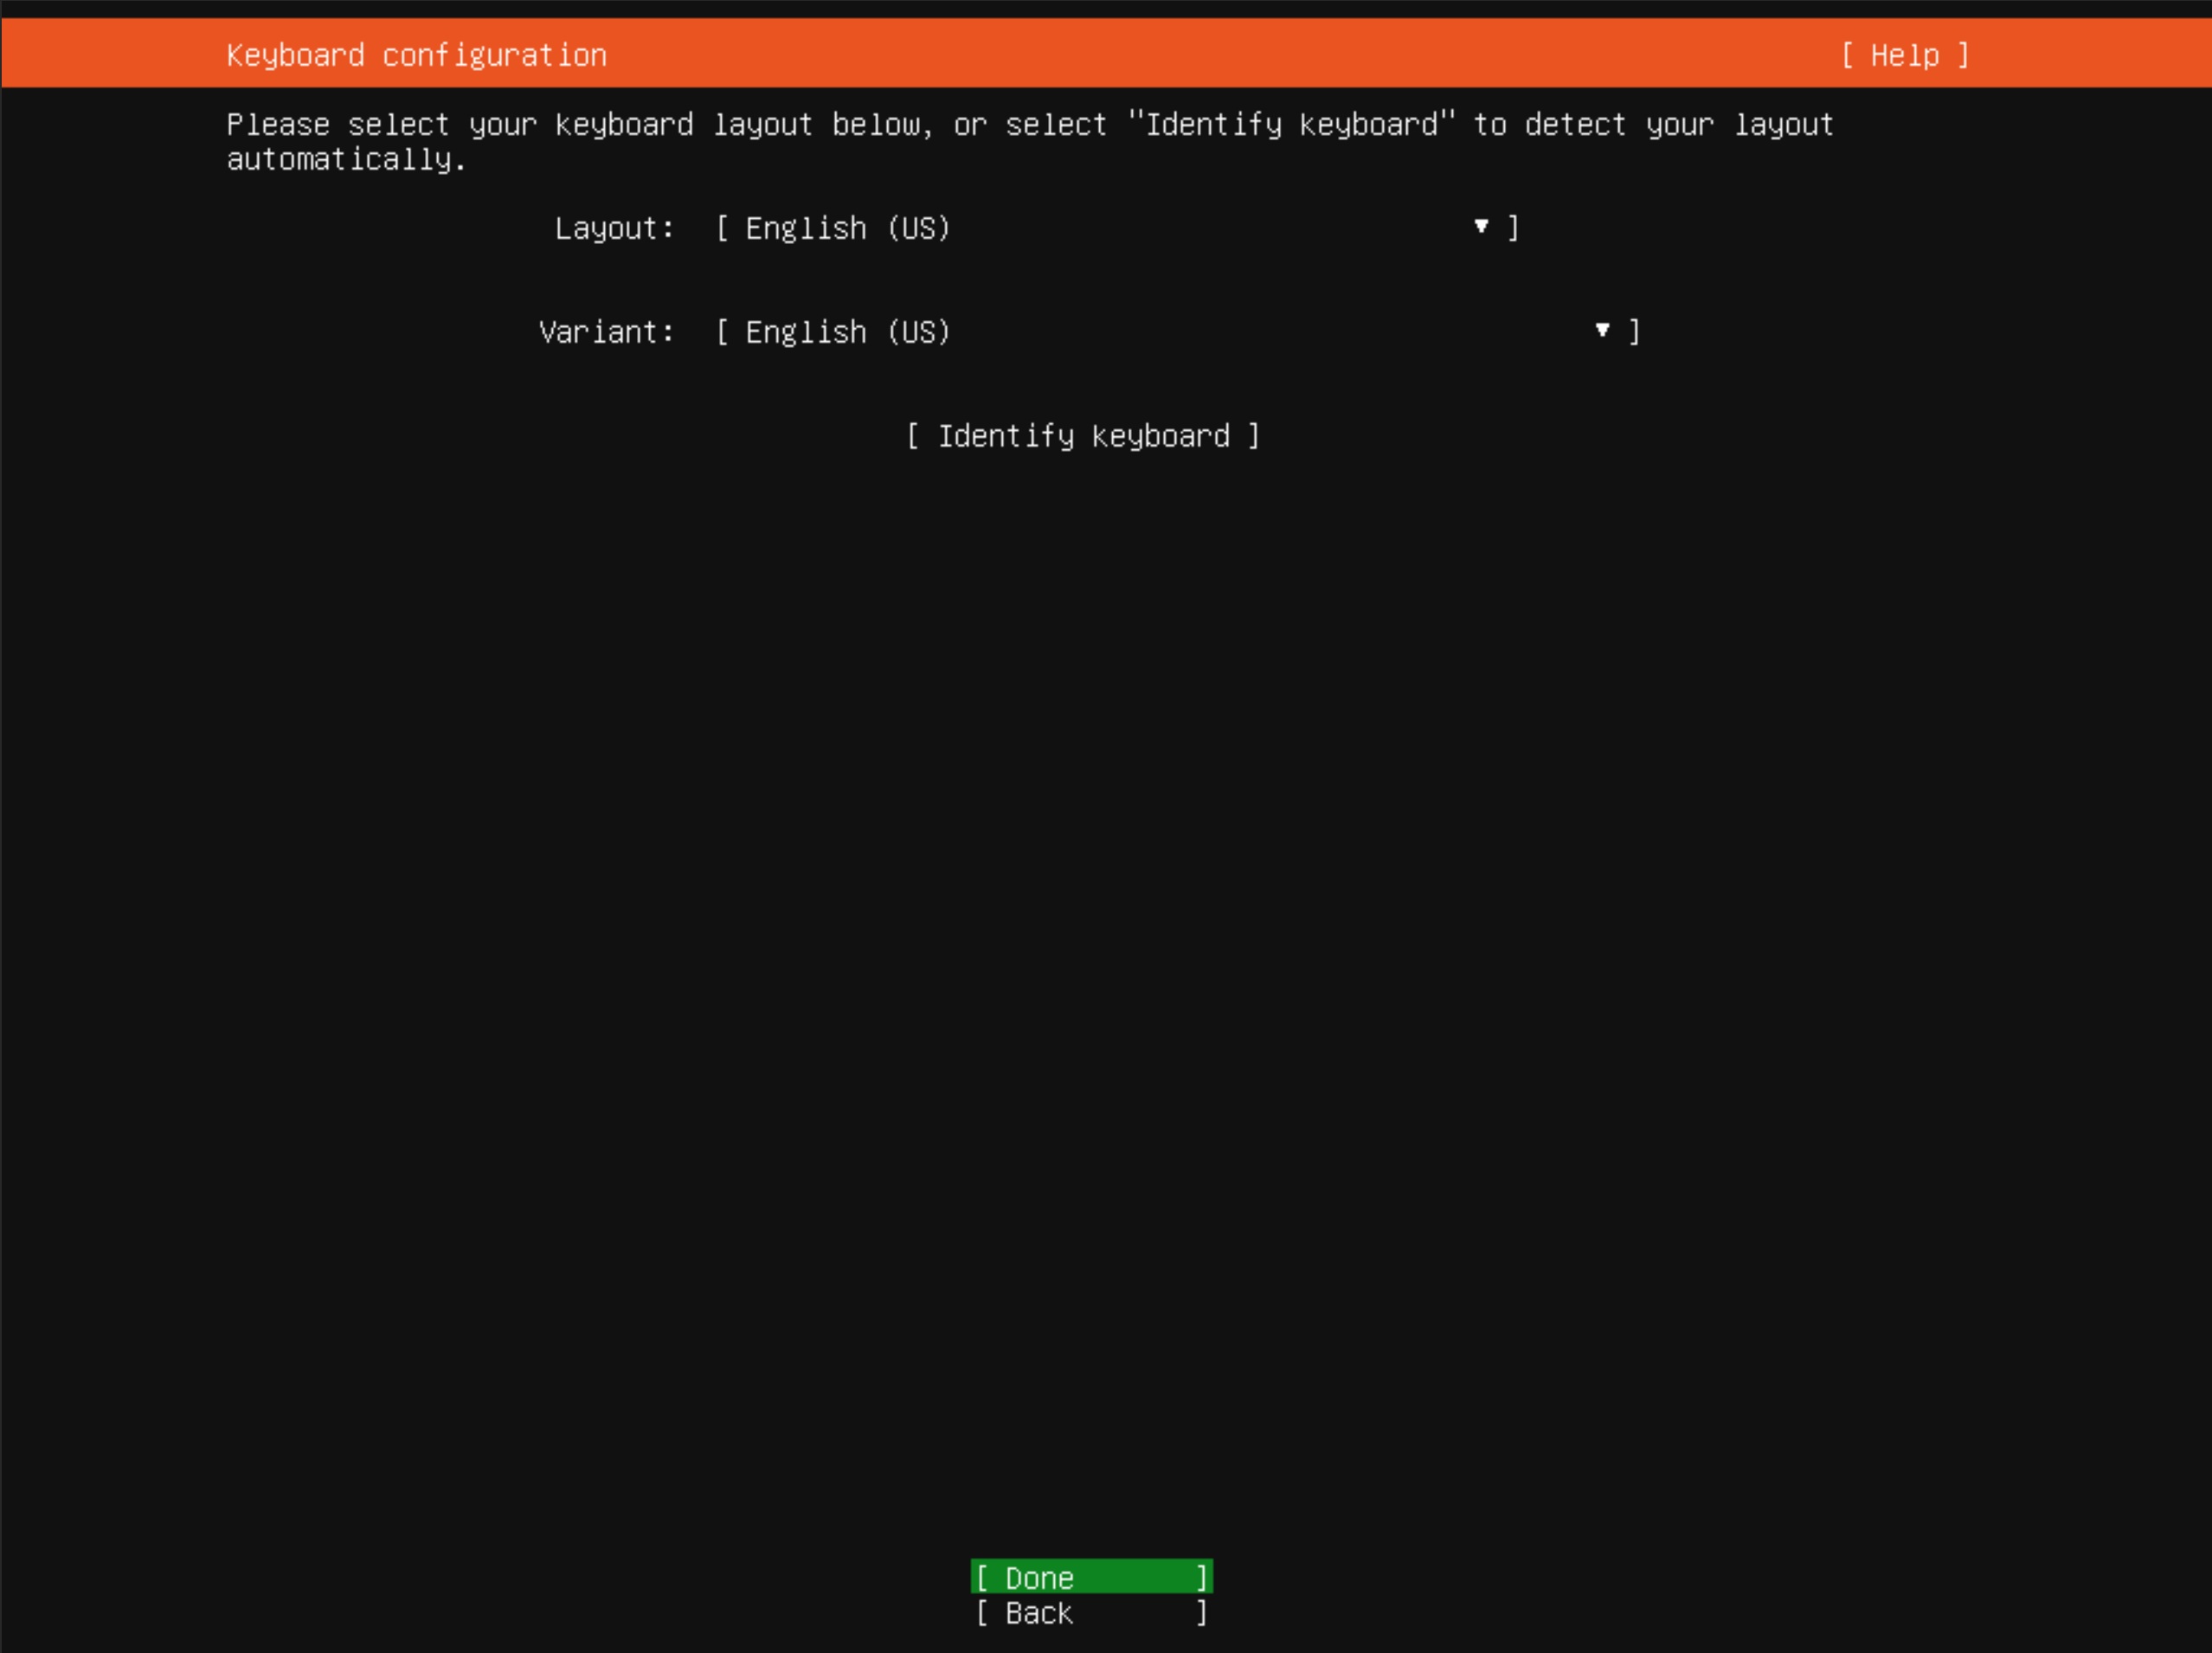 Keyboard configuration [ Help ]
Please select your keyboard layout below, or select "Identify keyboard" to detect your layout
automatically.
Layout: [ English (US) ▼ ]
Variant: [ English (US) ▼ ]
[ Identify keyboard ]
[ Done ]
[ Back ]